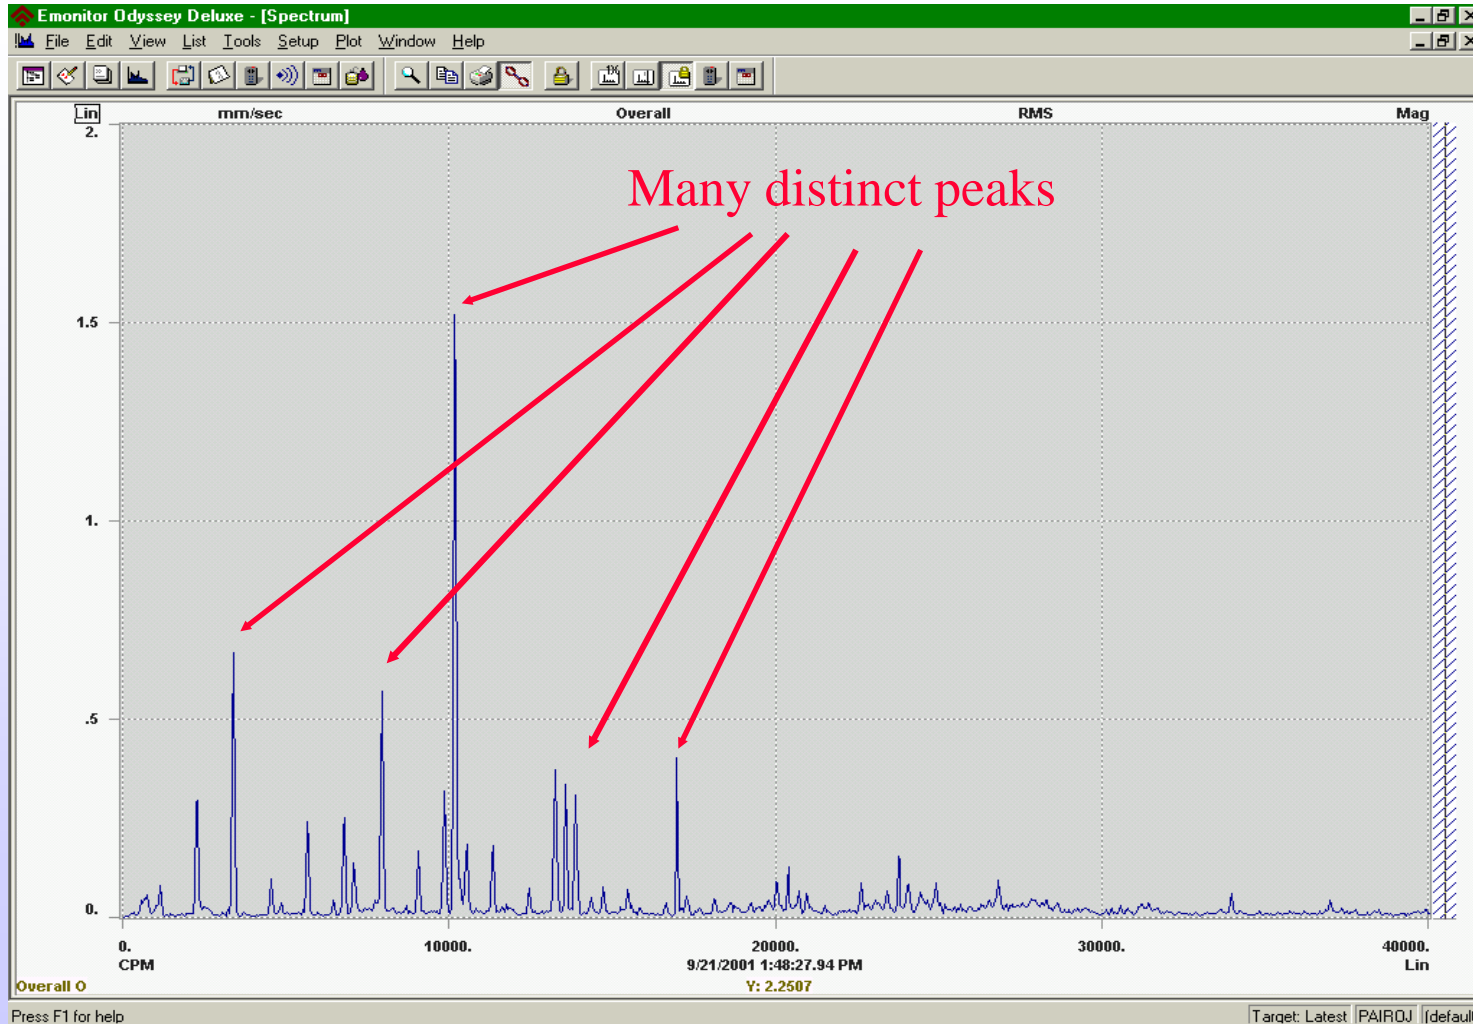 Emonitor Odyssey Deluxe - [Spectrum]
File Edit View List Tools Setup Plot Window Help
Lin mm/sec Overall RMS Mag
2.
Many distinct peaks
1.5
1.
.5
0.
0. 10000. 20000. 30000. 40000.
CPM 9/21/2001 1:48:27.94 PM Lin
Overall O Y: 2.2507
Press F1 for help Target: Latest PAIROJ [default